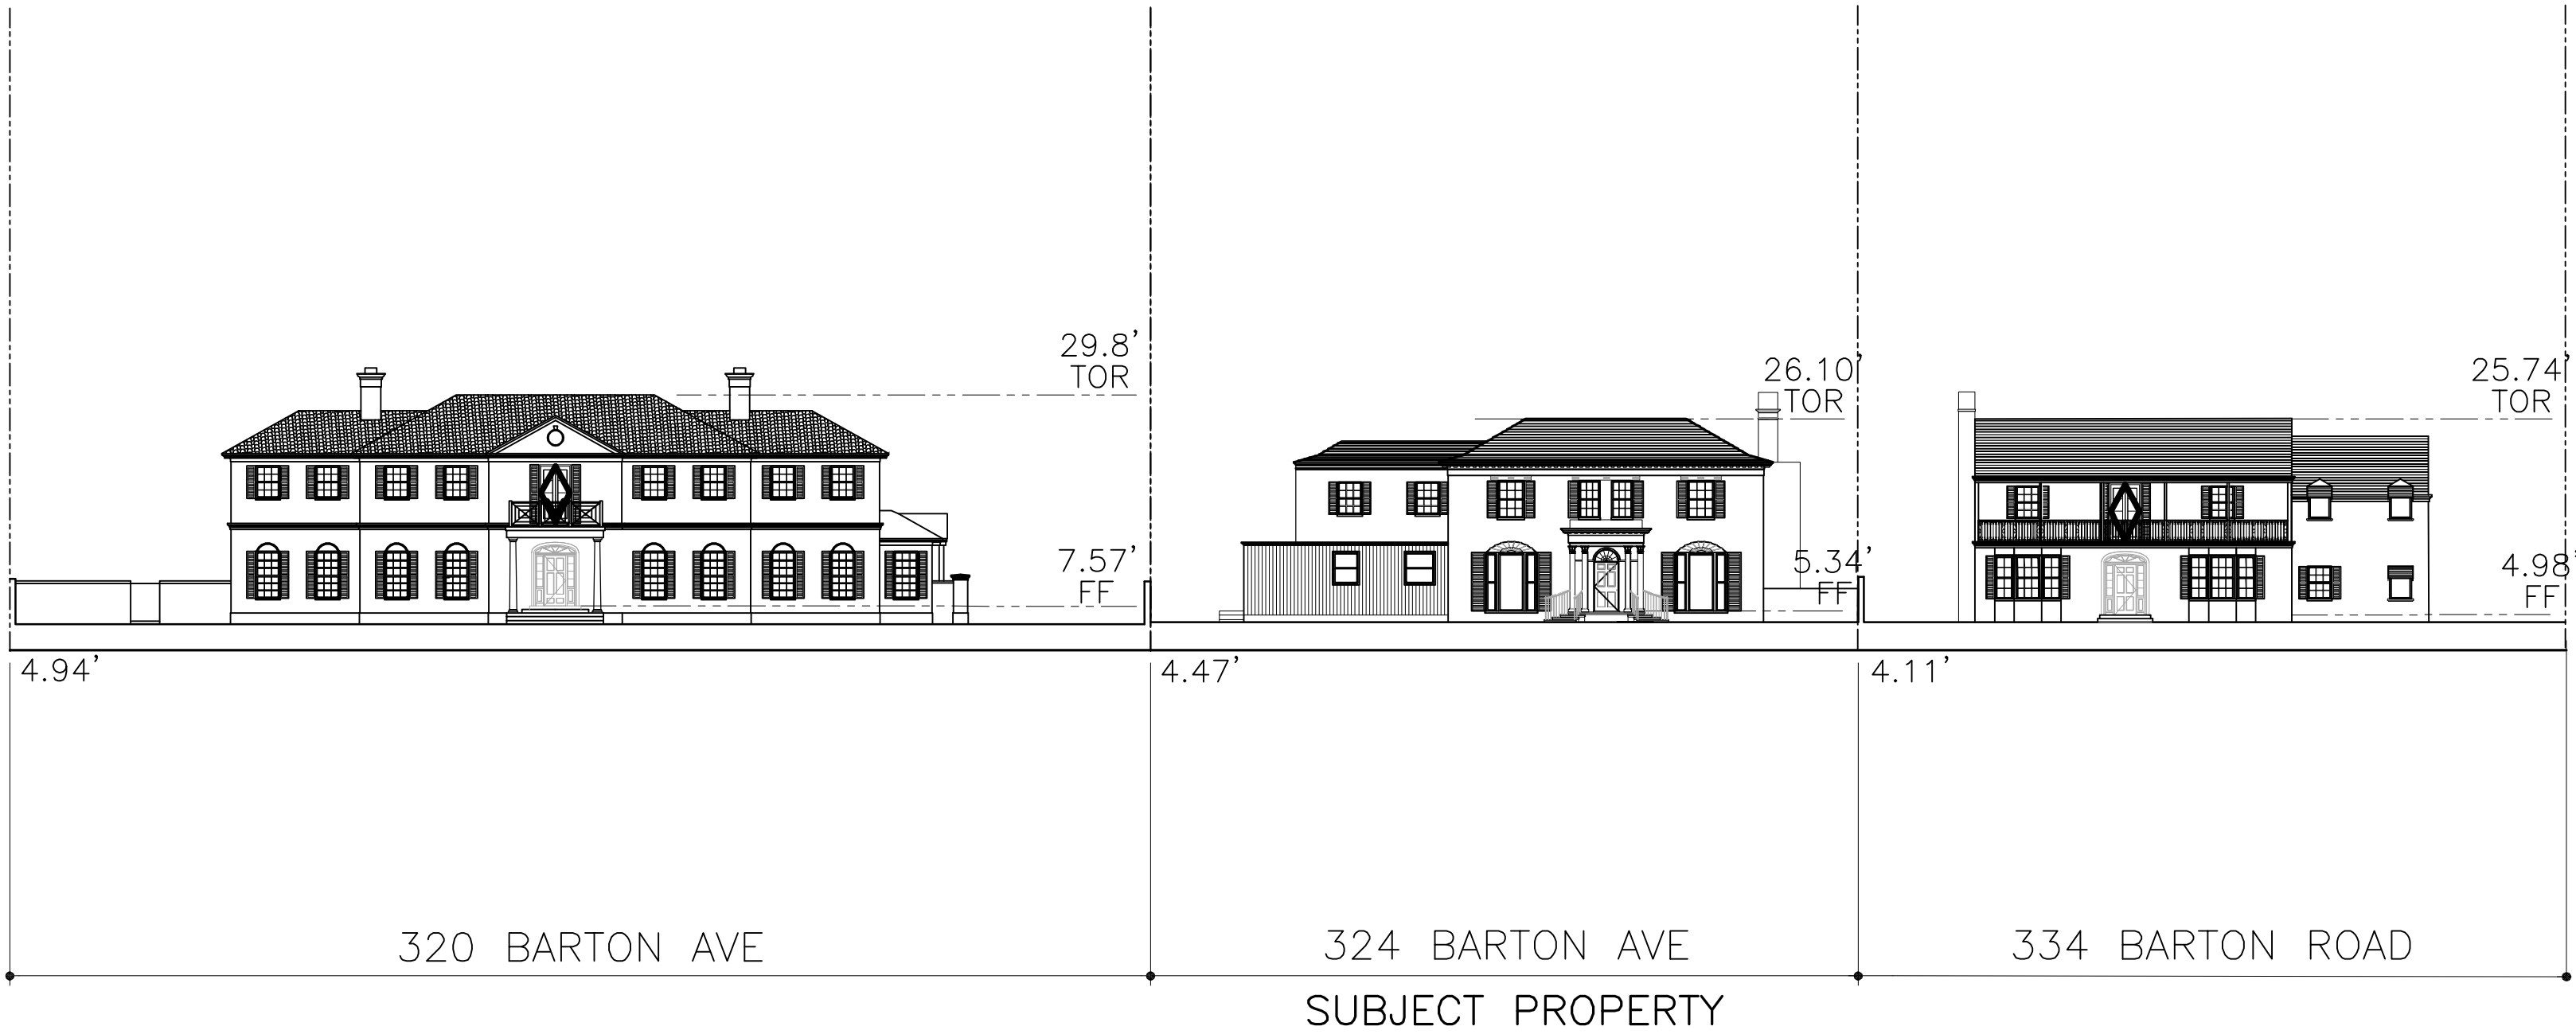 29.8'
TOR
7.57'
FF
26.10'
TOR
5.34'
FF
25.74'
TOR
4.98'
FF
4.94'
4.47'
4.11'
320 BARTON AVE
324 BARTON AVE
334 BARTON ROAD
SUBJECT PROPERTY